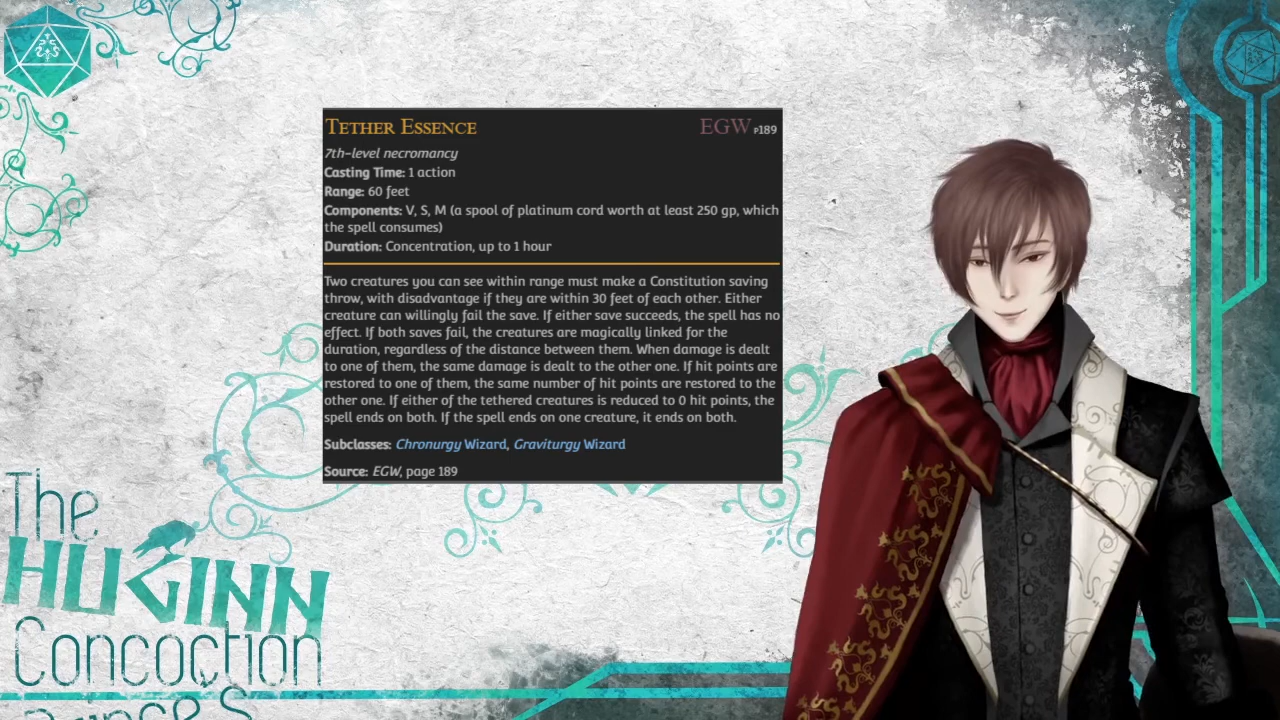 TETHER ESSENCE EGW p189
7th-level necromancy
Casting Time: 1 action
Range: 60 feet
Components: V, S, M (a spool of platinum cord worth at least 250 gp, which
the spell consumes)
Duration: Concentration, up to 1 hour
Two creatures you can see within range must make a Constitution saving
throw, with disadvantage if they are within 30 feet of each other. Either
creature can willingly fail the save. If either save succeeds, the spell has no
effect. If both saves fail, the creatures are magically linked for the
duration, regardless of the distance between them. When damage is dealt
to one of them, the same damage is dealt to the other one. If hit points are
restored to one of them, the same number of hit points are restored to the
other one. If either of the tethered creatures is reduced to 0 hit points, the
spell ends on both. If the spell ends on one creature, it ends on both.
Subclasses: Chronurgy Wizard, Graviturgy Wizard
Source: EGW, page 189
The
HUGINN
Concoction